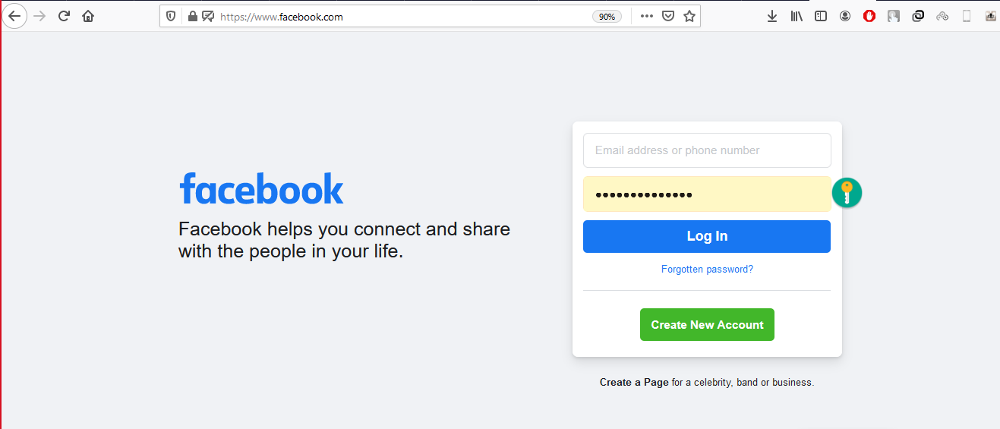 https://www.facebook.com
90%
Email address or phone number
facebook
Facebook helps you connect and share
with the people in your life.
••••••••••••••
Log In
Forgotten password?
Create New Account
Create a Page for a celebrity, band or business.